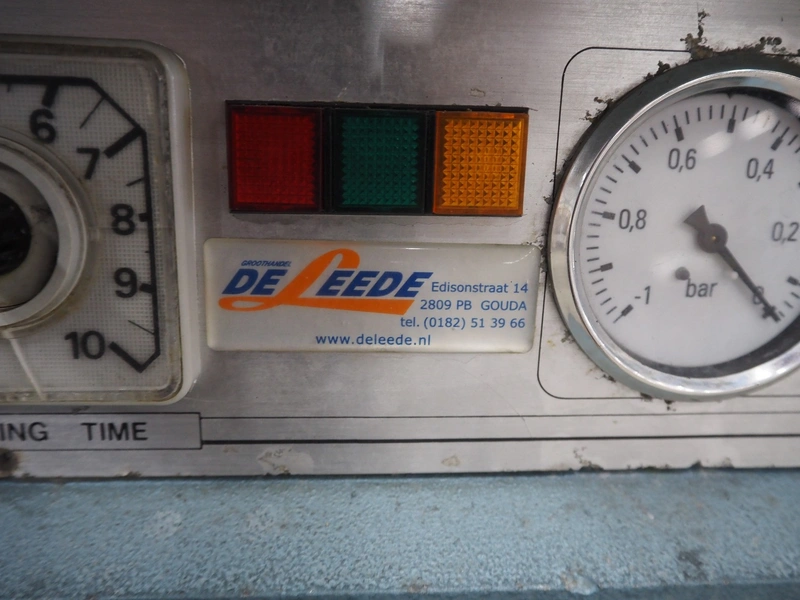 6
7
8
9
10
ING TIME
GROOTHANDEL
DE LEEDE
Edisonstraat 14
2809 PB GOUDA
tel. (0182) 51 39 66
www.deleede.nl
0,6
0,4
0,8
0,2
-1
bar
0